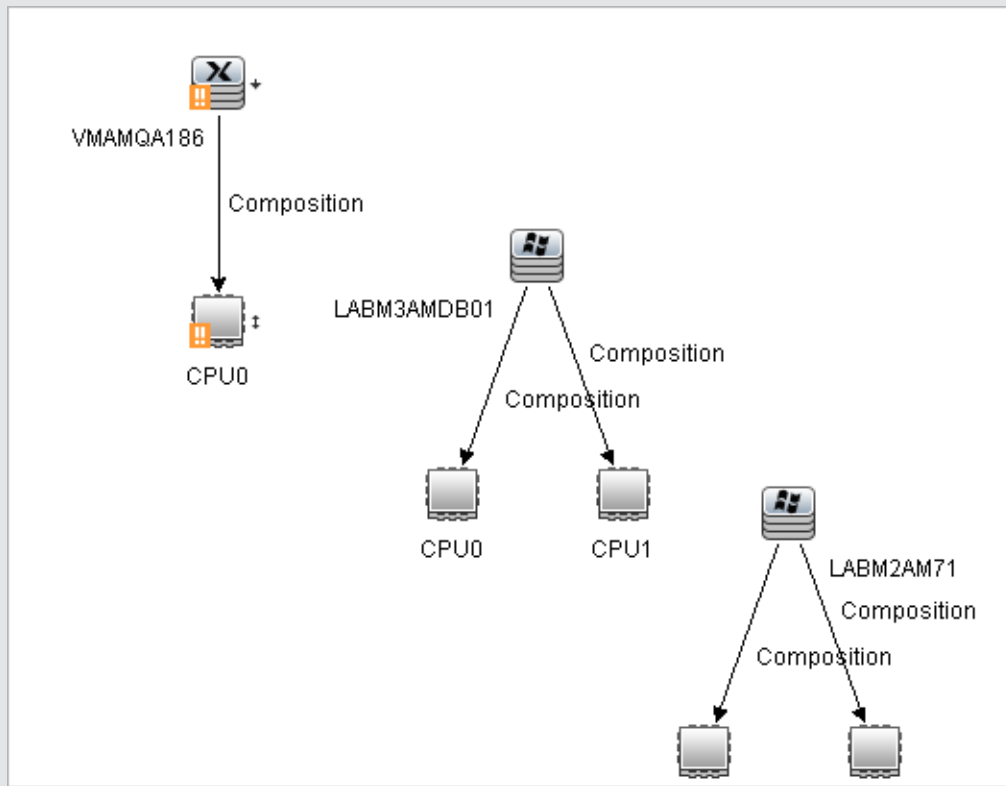 VMAMQA186
Composition
CPU0
LABM3AMDB01
Composition
Composition
CPU0
CPU1
LABM2AM71
Composition
Composition